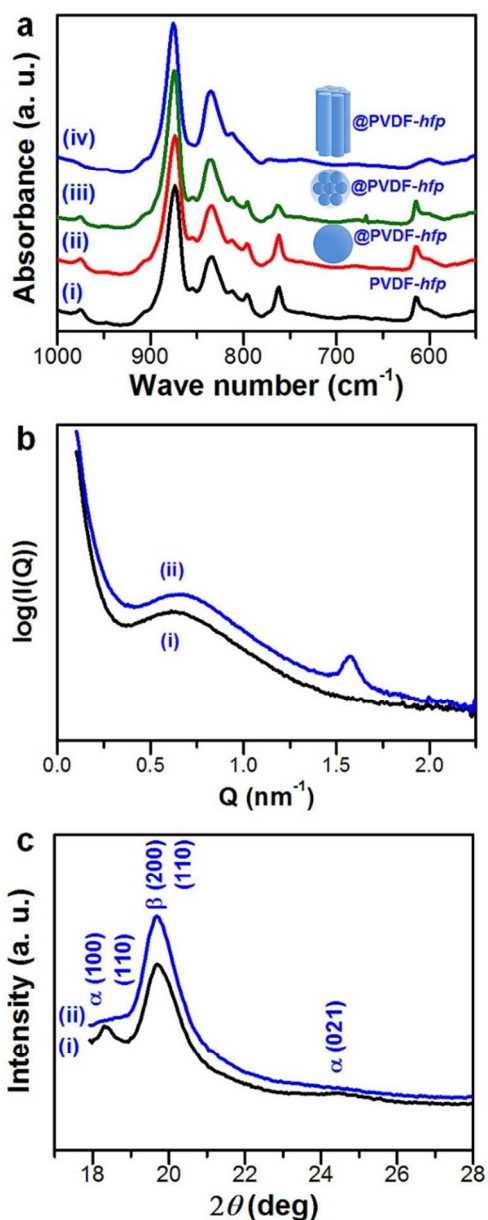 a
Absorbance (a. u.)
(iv)
@PVDF-hfp
(iii)
@PVDF-hfp
(ii)
@PVDF-hfp
(i)
PVDF-hfp
1000 900 800 700 600
Wave number (cm⁻¹)
b
log(I(Q))
(ii)
(i)
0.0 0.5 1.0 1.5 2.0
Q (nm⁻¹)
c
Intensity (a. u.)
α (100)
(110)
β (200)
(110)
α (021)
(ii)
(i)
18 20 22 24 26 28
2θ (deg)